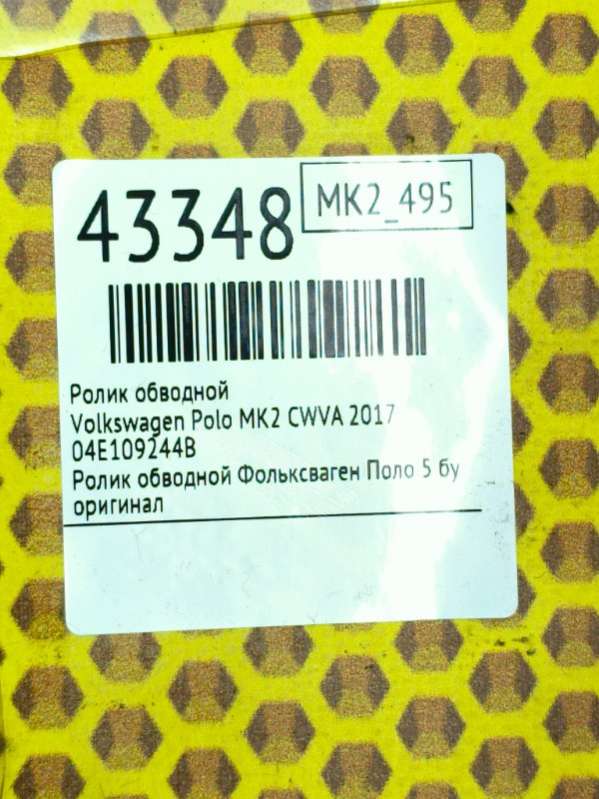 43348
MK2_495
Ролик обводной
Volkswagen Polo MK2 CWVA 2017
04E109244B
Ролик обводной Фольксваген Поло 5 бу
оригинал